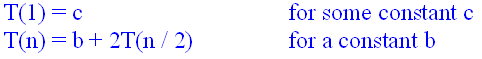 T(1) = c for some constant c
T(n) = b + 2T(n / 2) for a constant b